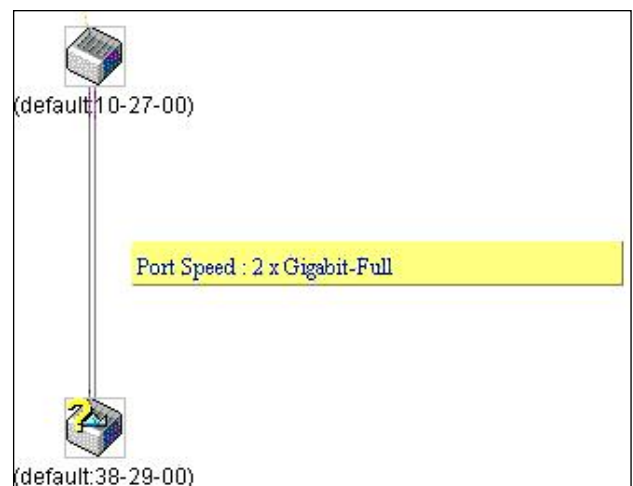 (default:10-27-00)
Port Speed : 2 x Gigabit-Full
?
(default:38-29-00)